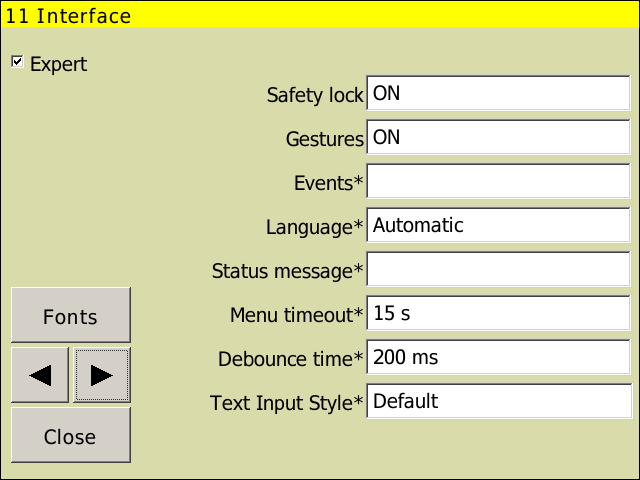 11 Interface
Expert
Safety lock ON
Gestures ON
Events*
Language* Automatic
Status message*
Menu timeout* 15 s
Debounce time* 200 ms
Text Input Style* Default
Fonts
Close